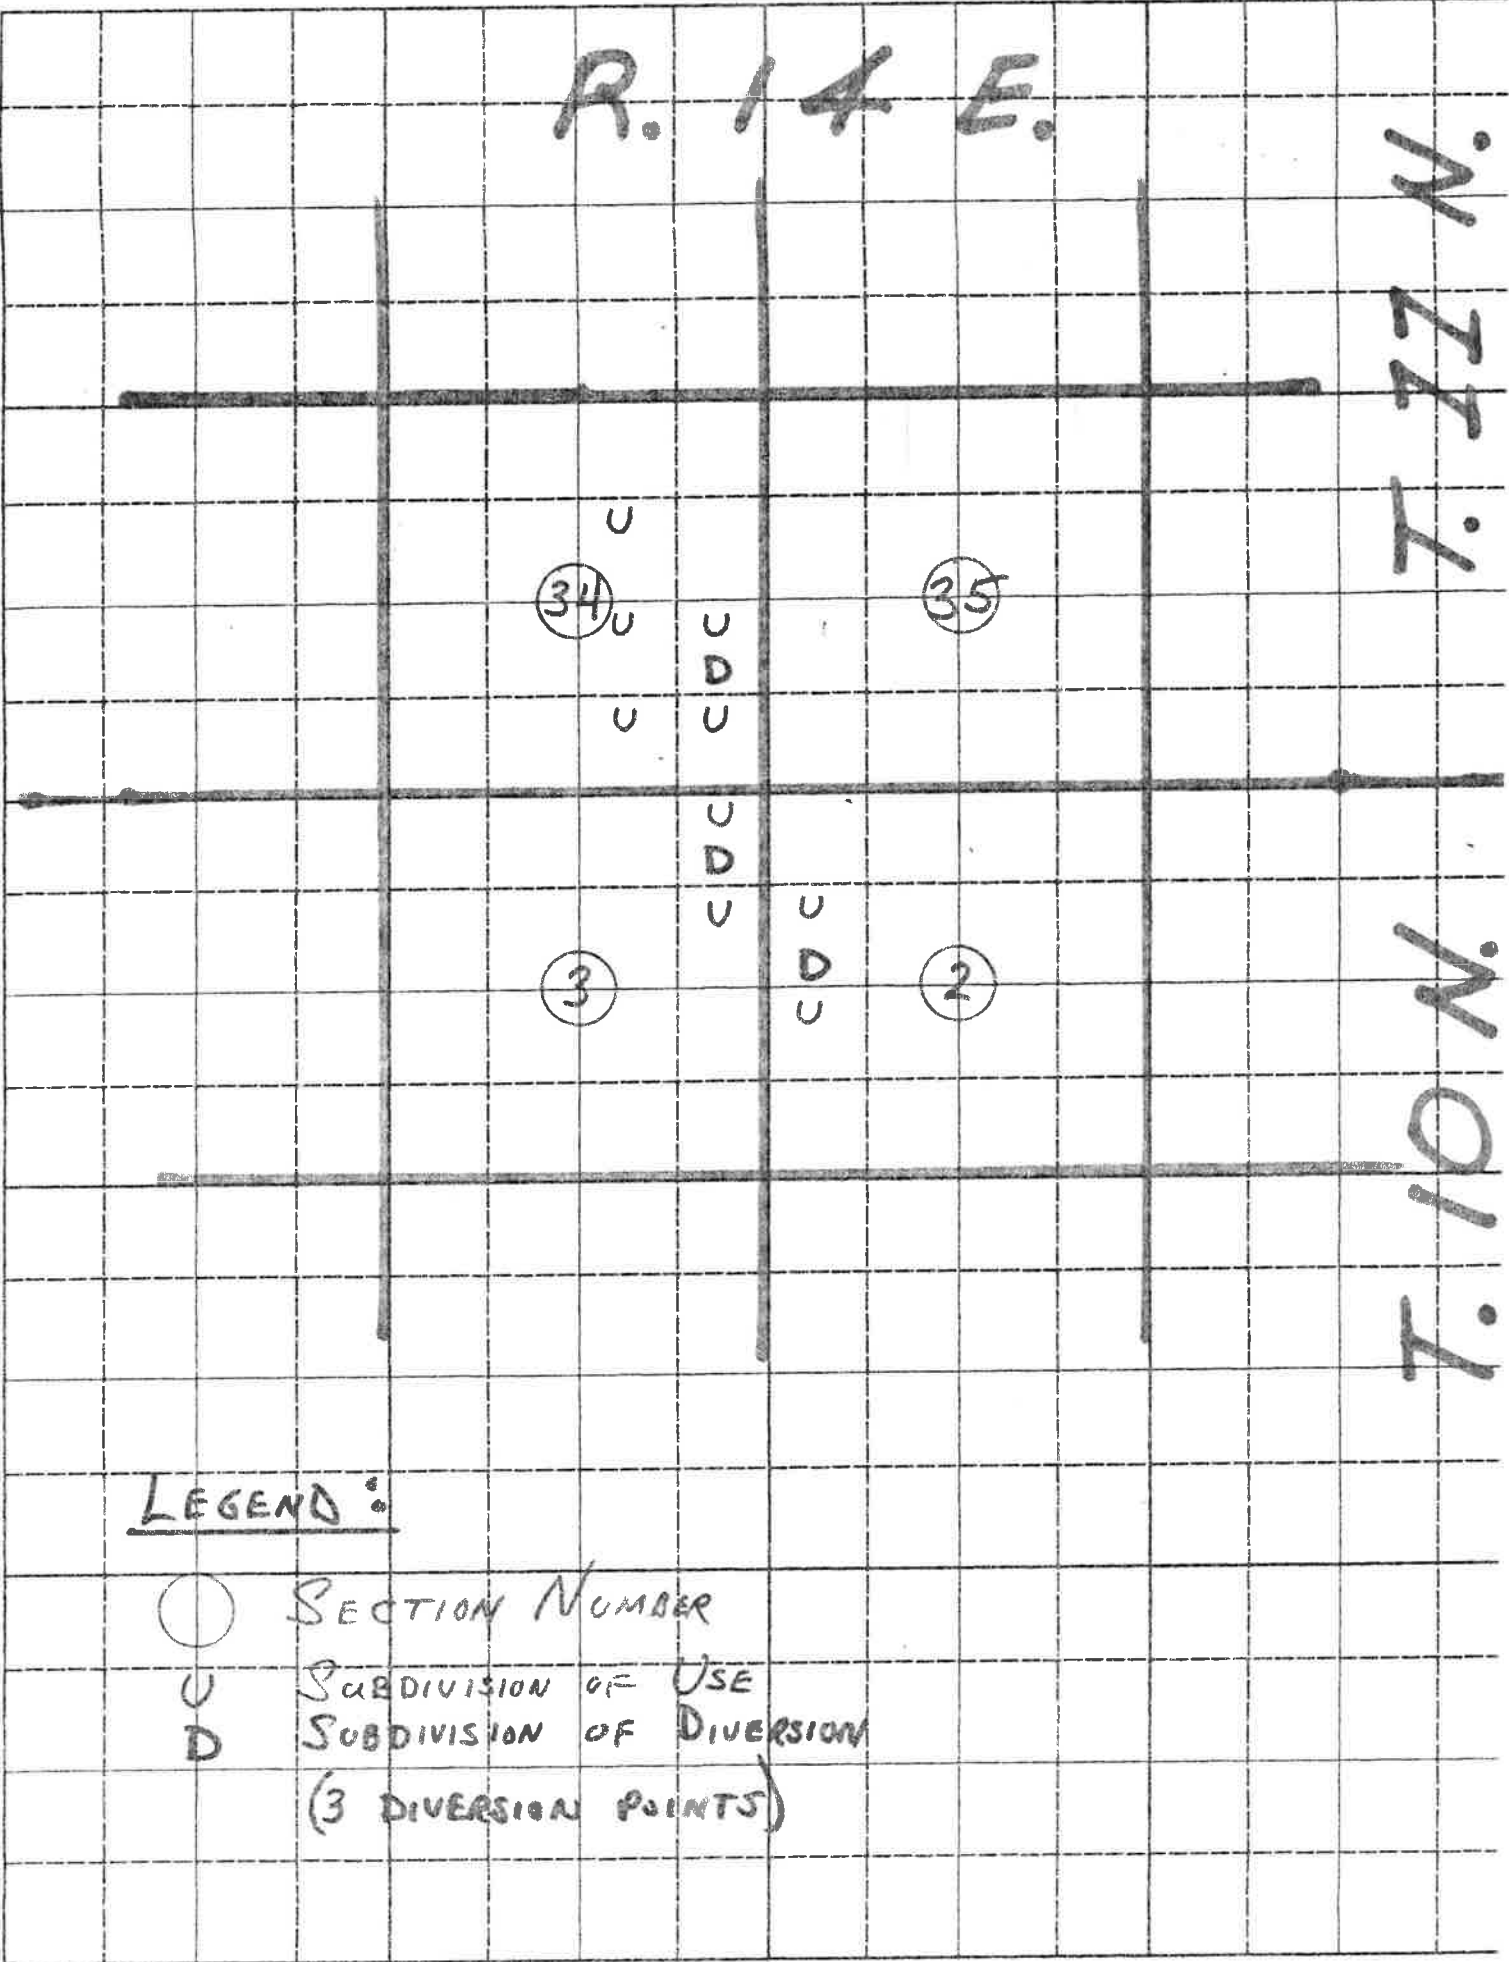 R. 14 E.
T. 11 N.
U
34
35
U U
D
U U
U
D
U U
D
3
2
U
T. 10 N.
LEGEND:
SECTION NUMBER
U SUBDIVISION OF USE
D SUBDIVISION OF DIVERSION
(3 DIVERSION POINTS)